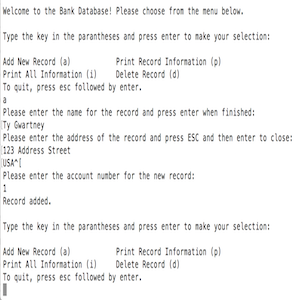 Welcome to the Bank Database! Please choose from the menu below.
Type the key in the parantheses and press enter to make your selection:
Add New Record (a) Print Record Information (p)
Print All Information (i) Delete Record (d)
To quit, press esc followed by enter.
a
Please enter the name for the record and press enter when finished:
Ty Gwartney
Please enter the address of the record and press ESC and then enter to close:
123 Address Street
USA^[
Please enter the account number for the new record:
1
Record added.
Type the key in the parantheses and press enter to make your selection:
Add New Record (a) Print Record Information (p)
Print All Information (i) Delete Record (d)
To quit, press esc followed by enter.